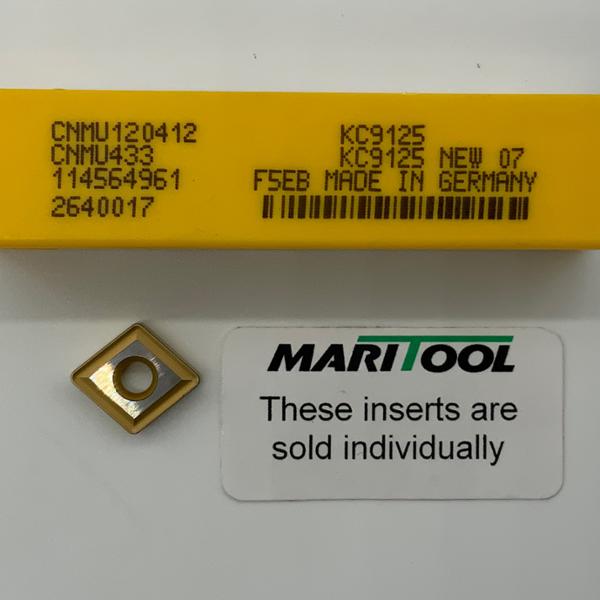 CNMU120412
CNMU433
114564961
2640017
KC9125
KC9125 NEW 07
F5EB MADE IN GERMANY
MARITOOL
These inserts are
sold individually